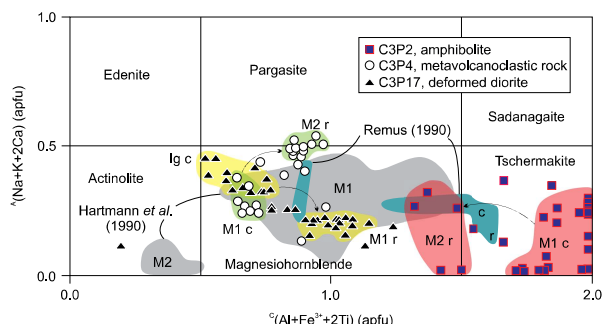 1.0
Edenite
Pargasite
C3P2, amphibolite
C3P4, metavolcanoclastic rock
C3P17, deformed diorite
M2 r
Sadanagaite
0.5
Ig c
Remus (1990)
Tschermakite
Actinolite
M1
Hartmann et al.
(1990)
c
M1 c
M1 r
M2 r
r
M1 c
M2
Magnesiohornblende
0.0
0.0
1.0
1.5
2.0
A(Na+K+2Ca) (apfu)
C(Al+Fe3++2Ti) (apfu)